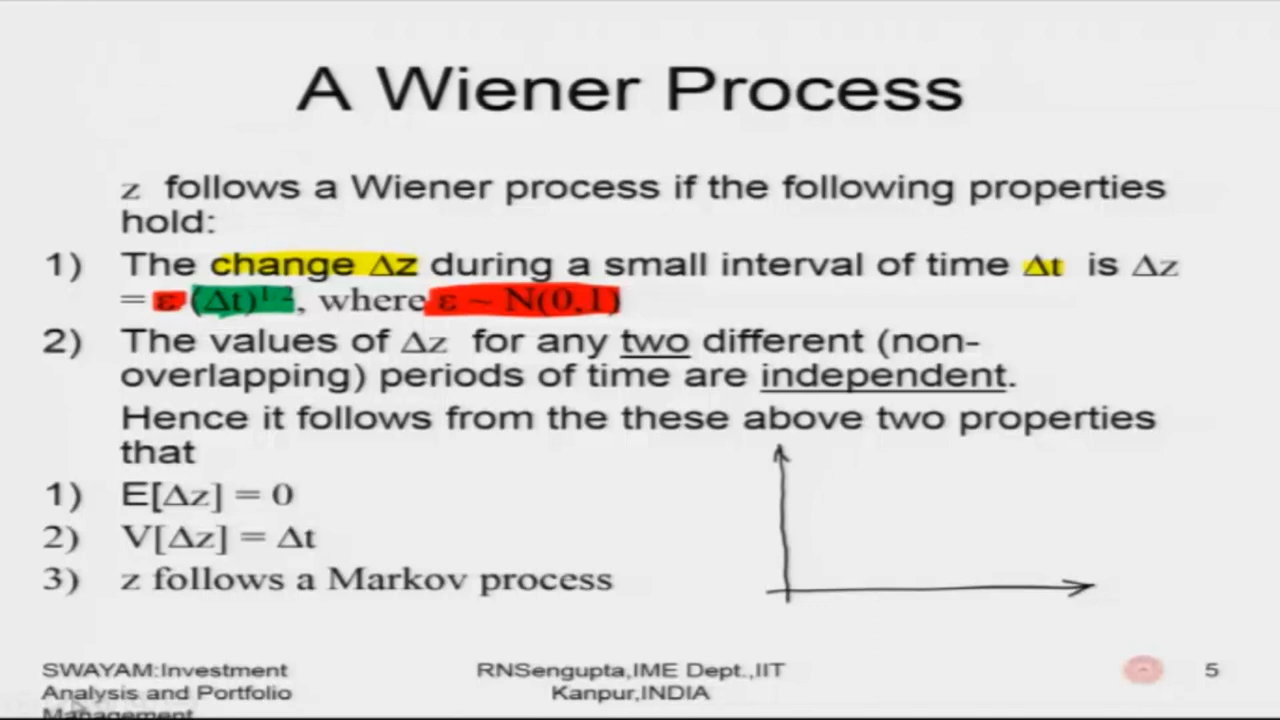 A Wiener Process
z follows a Wiener process if the following properties
hold:
1) The change Δz during a small interval of time Δt is Δz
= ε (Δt)^1/2, where ε ~ N(0,1)
2) The values of Δz for any two different (non-
overlapping) periods of time are independent.
Hence it follows from the these above two properties
that
1) E[Δz] = 0
2) V[Δz] = Δt
3) z follows a Markov process
SWAYAM:Investment
Analysis and Portfolio
Management
RNSengupta,IME Dept.,IIT
Kanpur,INDIA
5